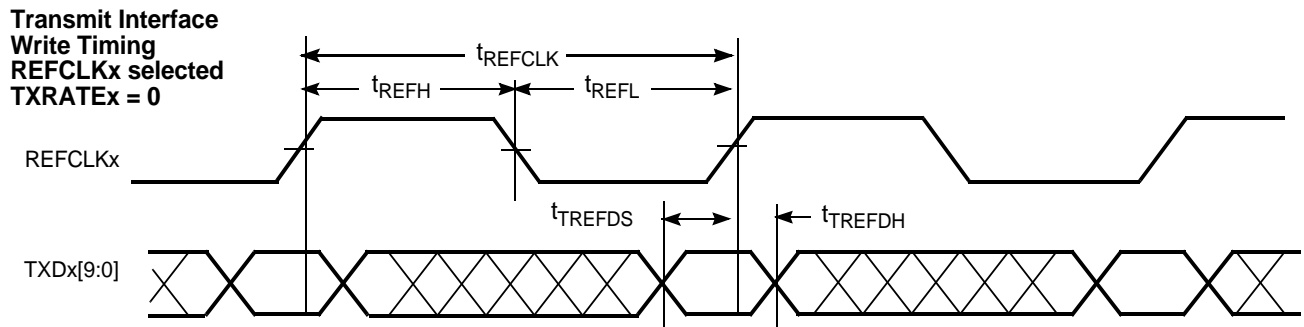 Transmit Interface
Write Timing
REFCLKx selected
TXRATEx = 0
tREFCLK
tREFH
tREFL
REFCLKx
tTREFDS
tTREFDH
TXDx[9:0]